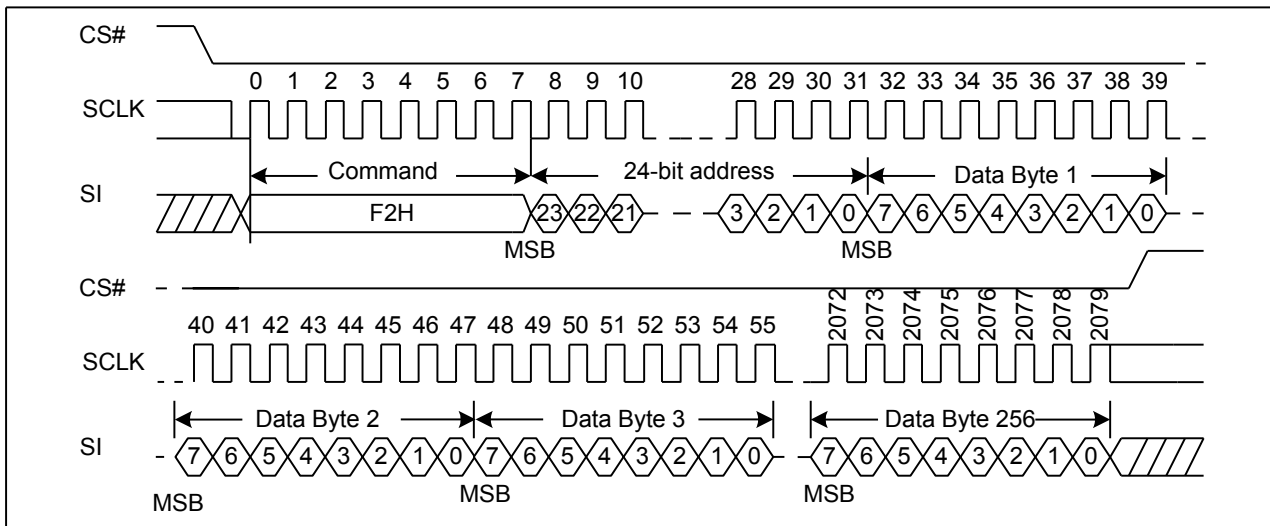 CS#
0 1 2 3 4 5 6 7 8 9 10 28 29 30 31 32 33 34 35 36 37 38 39
SCLK
Command 24-bit address Data Byte 1
SI
F2H 23 22 21 3 2 1 0 7 6 5 4 3 2 1 0
MSB MSB
CS#
40 41 42 43 44 45 46 47 48 49 50 51 52 53 54 55 2072 2073 2074 2075 2076 2077 2078 2079
SCLK
Data Byte 2 Data Byte 3 Data Byte 256
SI
7 6 5 4 3 2 1 0 7 6 5 4 3 2 1 0 7 6 5 4 3 2 1 0
MSB MSB MSB